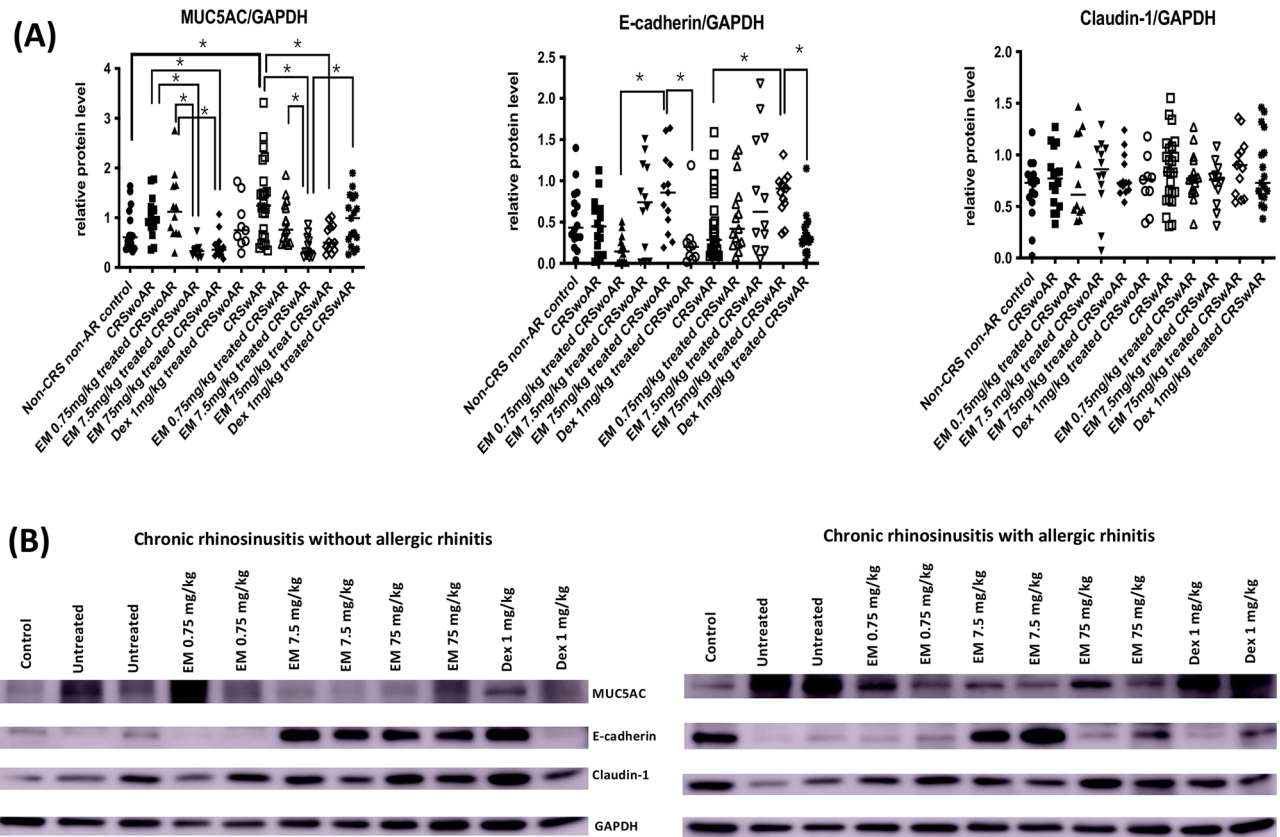 (A)
MUC5AC/GAPDH
relative protein level
4
3
2
1
0
* * * * * * * * *
Non-CRS non-AR control
CRSwoAR
EM 0.75mg/kg treated CRSwoAR
EM 7.5mg/kg treated CRSwoAR
EM 75mg/kg treated CRSwoAR
Dex 1mg/kg treated CRSwoAR
CRSwAR
EM 0.75mg/kg treated CRSwAR
EM 7.5mg/kg treated CRSwAR
EM 75mg/kg treat CRSwAR
Dex 1mg/kg treated CRSwAR
E-cadherin/GAPDH
relative protein level
2.5
2.0
1.5
1.0
0.5
0.0
* * * *
Non-CRS non-AR control
CRSwoAR
EM 0.75mg/kg treated CRSwoAR
EM 7.5mg/kg treated CRSwoAR
EM 75mg/kg treated CRSwoAR
Dex 1mg/kg treated CRSwoAR
CRSwAR
EM 0.75mg/kg treated CRSwAR
EM 7.5mg/kg treated CRSwAR
EM 75mg/kg treated CRSwAR
Dex 1mg/kg treated CRSwAR
Claudin-1/GAPDH
relative protein level
2.0
1.5
1.0
0.5
0.0
Non-CRS non-AR control
CRSwoAR
EM 0.75mg/kg treated CRSwoAR
EM 7.5 mg/kg treated CRSwoAR
EM 75mg/kg treated CRSwoAR
Dex 1mg/kg treated CRSwoAR
CRSwAR
EM 0.75mg/kg treated CRSwAR
EM 7.5mg/kg treated CRSwAR
EM 75mg/kg treated CRSwAR
Dex 1mg/kg treated CRSwAR
(B)
Chronic rhinosinusitis without allergic rhinitis
Control
Untreated
Untreated
EM 0.75 mg/kg
EM 0.75 mg/kg
EM 7.5 mg/kg
EM 7.5 mg/kg
EM 75 mg/kg
EM 75 mg/kg
Dex 1 mg/kg
Dex 1 mg/kg
MUC5AC
E-cadherin
Claudin-1
GAPDH
Chronic rhinosinusitis with allergic rhinitis
Control
Untreated
Untreated
EM 0.75 mg/kg
EM 0.75 mg/kg
EM 7.5 mg/kg
EM 7.5 mg/kg
EM 75 mg/kg
EM 75 mg/kg
Dex 1 mg/kg
Dex 1 mg/kg